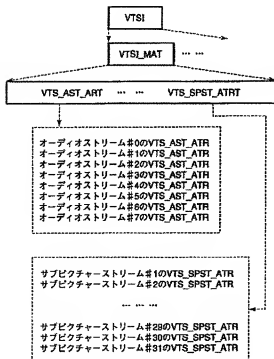 VTSI
VTSI_MAT ... ...
VTS_AST_ART ... ... VTS_SPST_ATRT
オーディオストリーム#0のVTS_AST_ATR
オーディオストリーム#1のVTS_AST_ATR
オーディオストリーム#2のVTS_AST_ATR
オーディオストリーム#3のVTS_AST_ATR
オーディオストリーム#4のVTS_AST_ATR
オーディオストリーム#5のVTS_AST_ATR
オーディオストリーム#6のVTS_AST_ATR
オーディオストリーム#7のVTS_AST_ATR
サブピクチャーストリーム#1のVTS_SPST_ATR
サブピクチャーストリーム#2のVTS_SPST_ATR
... ...
サブピクチャーストリーム#29のVTS_SPST_ATR
サブピクチャーストリーム#30のVTS_SPST_ATR
サブピクチャーストリーム#31のVTS_SPST_ATR